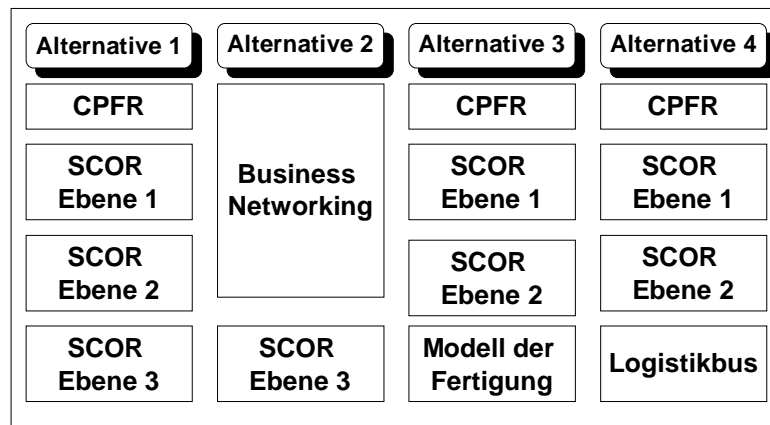 Alternative 1
Alternative 2
Alternative 3
Alternative 4
CPFR
SCOR
Ebene 1
SCOR
Ebene 2
SCOR
Ebene 3
Business
Networking
SCOR
Ebene 3
CPFR
SCOR
Ebene 1
SCOR
Ebene 2
Modell der
Fertigung
CPFR
SCOR
Ebene 1
SCOR
Ebene 2
Logistikbus